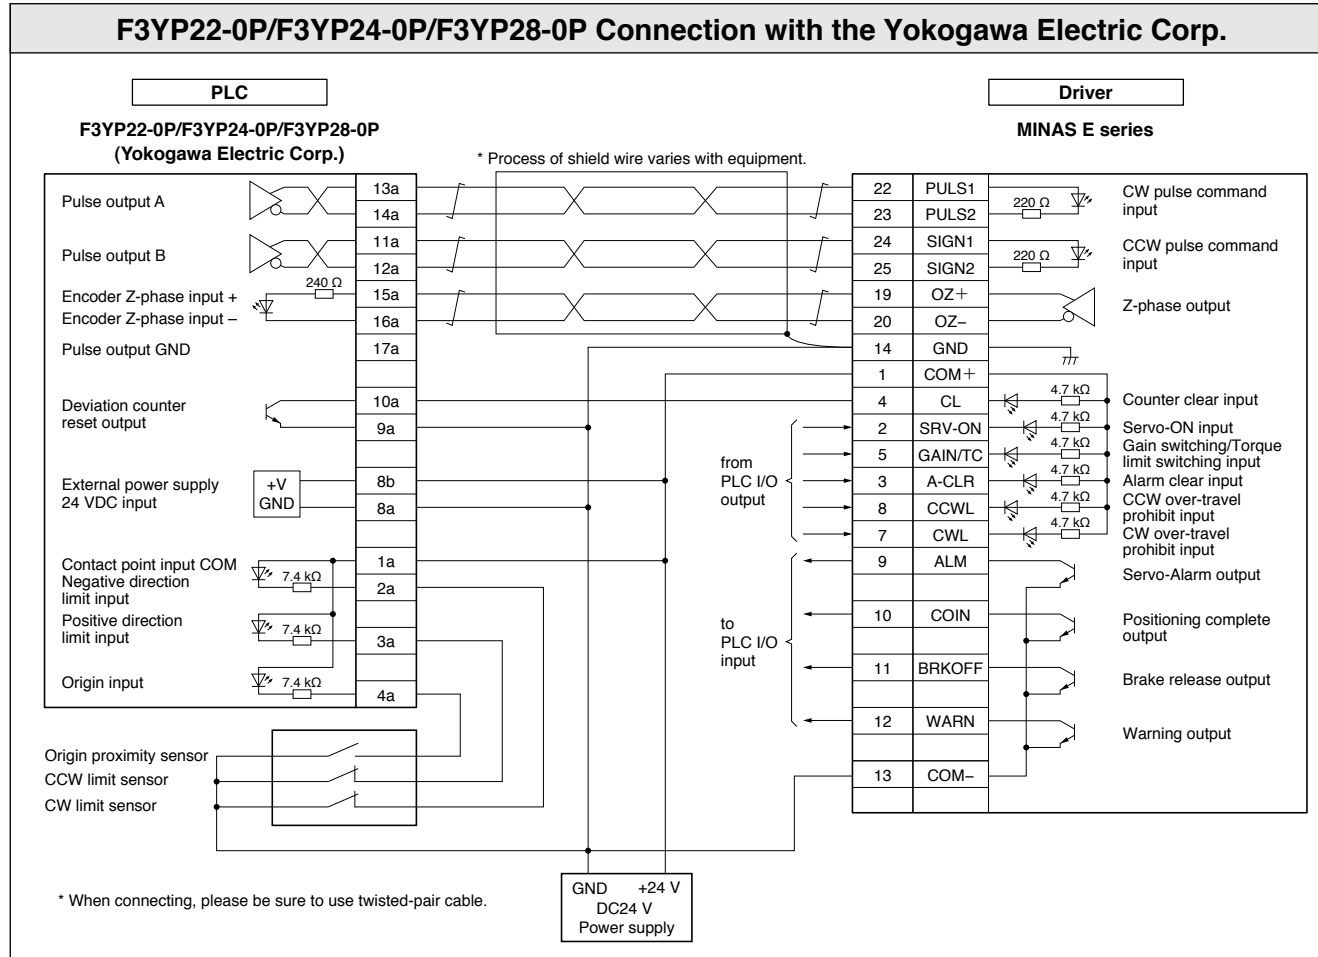 F3YP22-0P/F3YP24-0P/F3YP28-0P Connection with the Yokogawa Electric Corp.
PLC
F3YP22-0P/F3YP24-0P/F3YP28-0P
(Yokogawa Electric Corp.)
Driver
MINAS E series
* Process of shield wire varies with equipment.
Pulse output A
13a
14a
Pulse output B
11a
12a
240 Ω
Encoder Z-phase input +
15a
Encoder Z-phase input –
16a
Pulse output GND
17a
Deviation counter
reset output
10a
9a
External power supply
24 VDC input
+V
GND
8b
8a
Contact point input COM
1a
Negative direction
limit input
7.4 kΩ
2a
Positive direction
limit input
7.4 kΩ
3a
Origin input
7.4 kΩ
4a
Origin proximity sensor
CCW limit sensor
CW limit sensor
from
PLC I/O
output
to
PLC I/O
input
22 PULS1
23 PULS2
220 Ω
CW pulse command
input
24 SIGN1
25 SIGN2
220 Ω
CCW pulse command
input
19 OZ+
20 OZ–
Z-phase output
14 GND
1 COM+
4 CL
4.7 kΩ
Counter clear input
2 SRV-ON
4.7 kΩ
Servo-ON input
5 GAIN/TC
4.7 kΩ
Gain switching/Torque
limit switching input
3 A-CLR
4.7 kΩ
Alarm clear input
8 CCWL
4.7 kΩ
CCW over-travel
prohibit input
7 CWL
4.7 kΩ
CW over-travel
prohibit input
9 ALM
Servo-Alarm output
10 COIN
Positioning complete
output
11 BRKOFF
Brake release output
12 WARN
Warning output
13 COM–
GND +24 V
DC24 V
Power supply
* When connecting, please be sure to use twisted-pair cable.